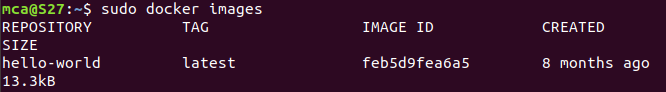 mca@S27:~$ sudo docker images
REPOSITORY TAG IMAGE ID CREATED
SIZE
hello-world latest feb5d9fea6a5 8 months ago
13.3kB